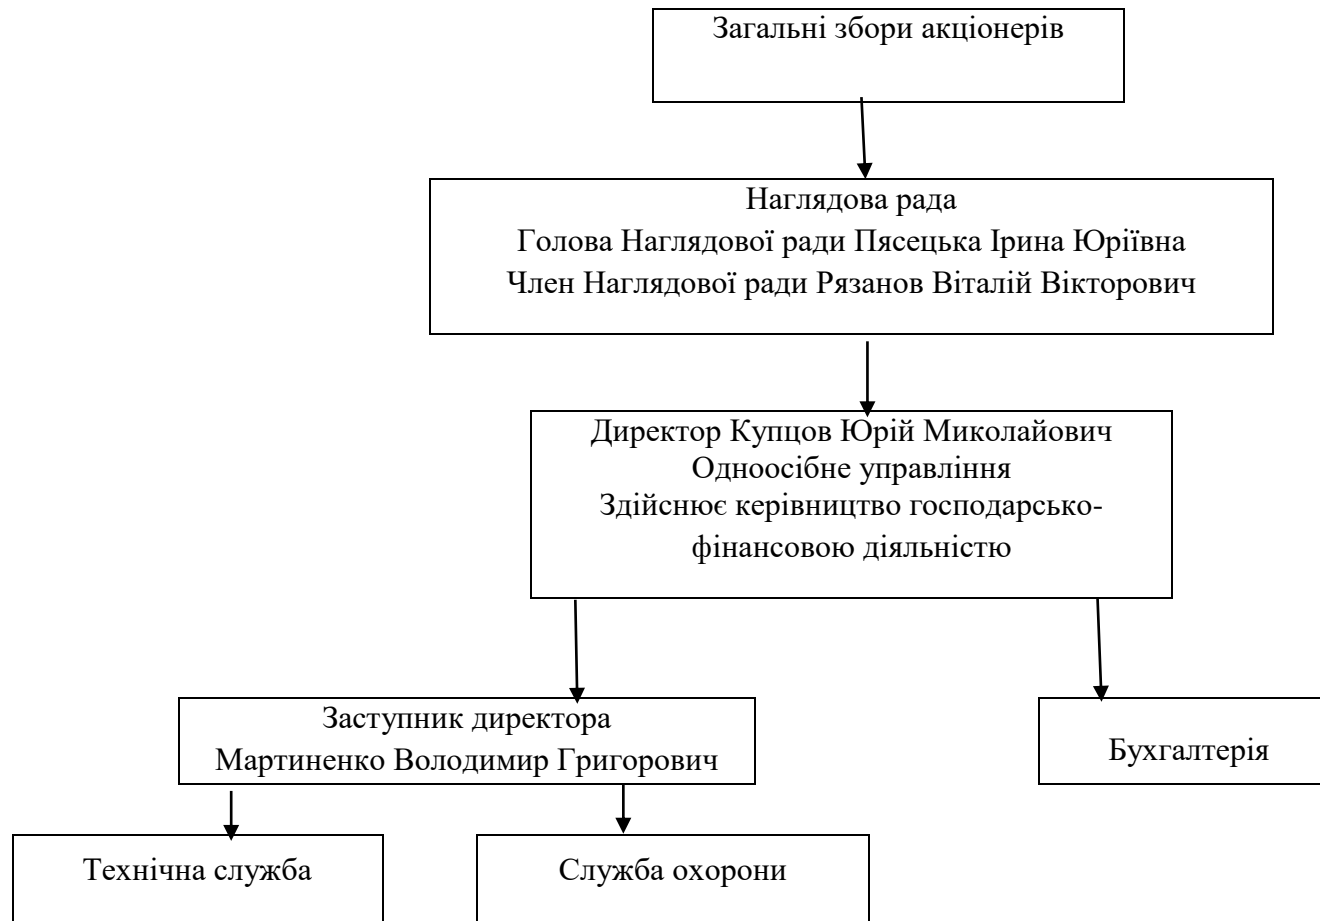 Загальні збори акціонерів
Наглядова рада
Голова Наглядової ради Пясецька Ірина Юріївна
Член Наглядової ради Рязанов Віталій Вікторович
Директор Купцов Юрій Миколайович
Одноосібне управління
Здійснює керівництво господарсько-
фінансовою діяльністю
Заступник директора
Мартиненко Володимир Григорович
Бухгалтерія
Технічна служба
Служба охорони